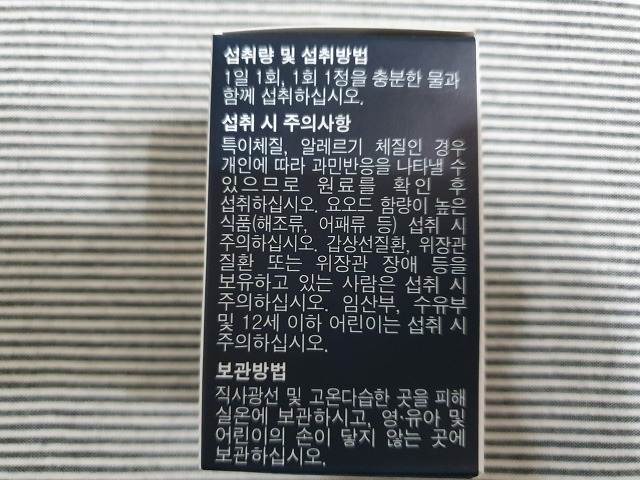 섭취량 및 섭취방법
1일 1회, 1회 1정을 충분한 물과
함께 섭취하십시오.
섭취 시 주의사항
특이체질, 알레르기 체질인 경우
개인에 따라 과민반응을 나타낼 수
있으므로 원료를 확인 후
섭취하십시오. 요오드 함량이 높은
식품(해조류, 어패류 등) 섭취 시
주의하십시오. 갑상선질환, 위장관
질환 또는 위장관 장애 등을
보유하고 있는 사람은 섭취 시
주의하십시오. 임산부, 수유부
및 12세 이하 어린이는 섭취 시
주의하십시오.
보관방법
직사광선 및 고온다습한 곳을 피해
실온에 보관하시고, 영·유아 및
어린이의 손이 닿지 않는 곳에
보관하십시오.